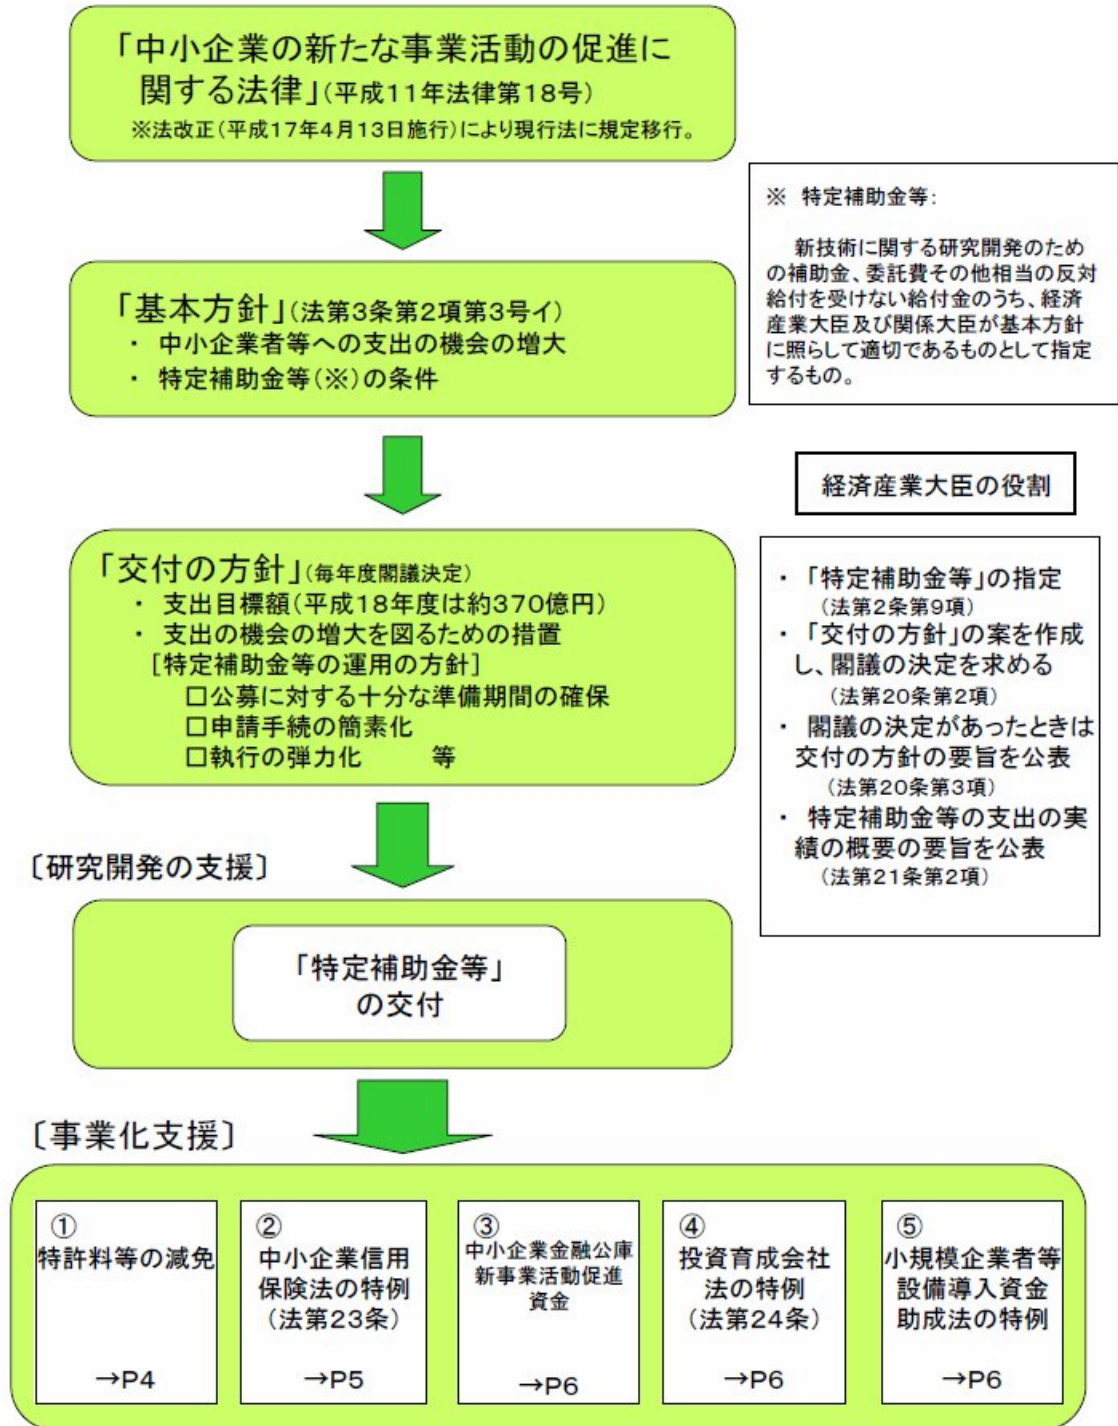 「中小企業の新たな事業活動の促進に
関する法律」（平成11年法律第18号）
※法改正（平成17年4月13日施行）により現行法に規定移行。
※　特定補助金等：
新技術に関する研究開発のため
の補助金、委託費その他相当の反対
給付を受けない給付金のうち、経済
産業大臣及び関係大臣が基本方針
に照らして適切であるものとして指定
するもの。
「基本方針」（法第3条第2項第3号イ）
・　中小企業者等への支出の機会の増大
・　特定補助金等（※）の条件
経済産業大臣の役割
「交付の方針」（毎年度閣議決定）
・　支出目標額（平成18年度は約370億円）
・　支出の機会の増大を図るための措置
［特定補助金等の運用の方針］
□公募に対する十分な準備期間の確保
□申請手続の簡素化
□執行の弾力化　　　等
・　「特定補助金等」の指定
（法第2条第9項）
・　「交付の方針」の案を作成
し、閣議の決定を求める
（法第20条第2項）
・　閣議の決定があったときは
交付の方針の要旨を公表
（法第20条第3項）
・　特定補助金等の支出の実
績の概要の要旨を公表
（法第21条第2項）
〔研究開発の支援〕
「特定補助金等」
の交付
〔事業化支援〕
①
特許料等の減免
→P4
②
中小企業信用
保険法の特例
（法第23条）
→P5
③
中小企業金融公庫
新事業活動促進
資金
→P6
④
投資育成会社
法の特例
（法第24条）
→P6
⑤
小規模企業者等
設備導入資金
助成法の特例
→P6